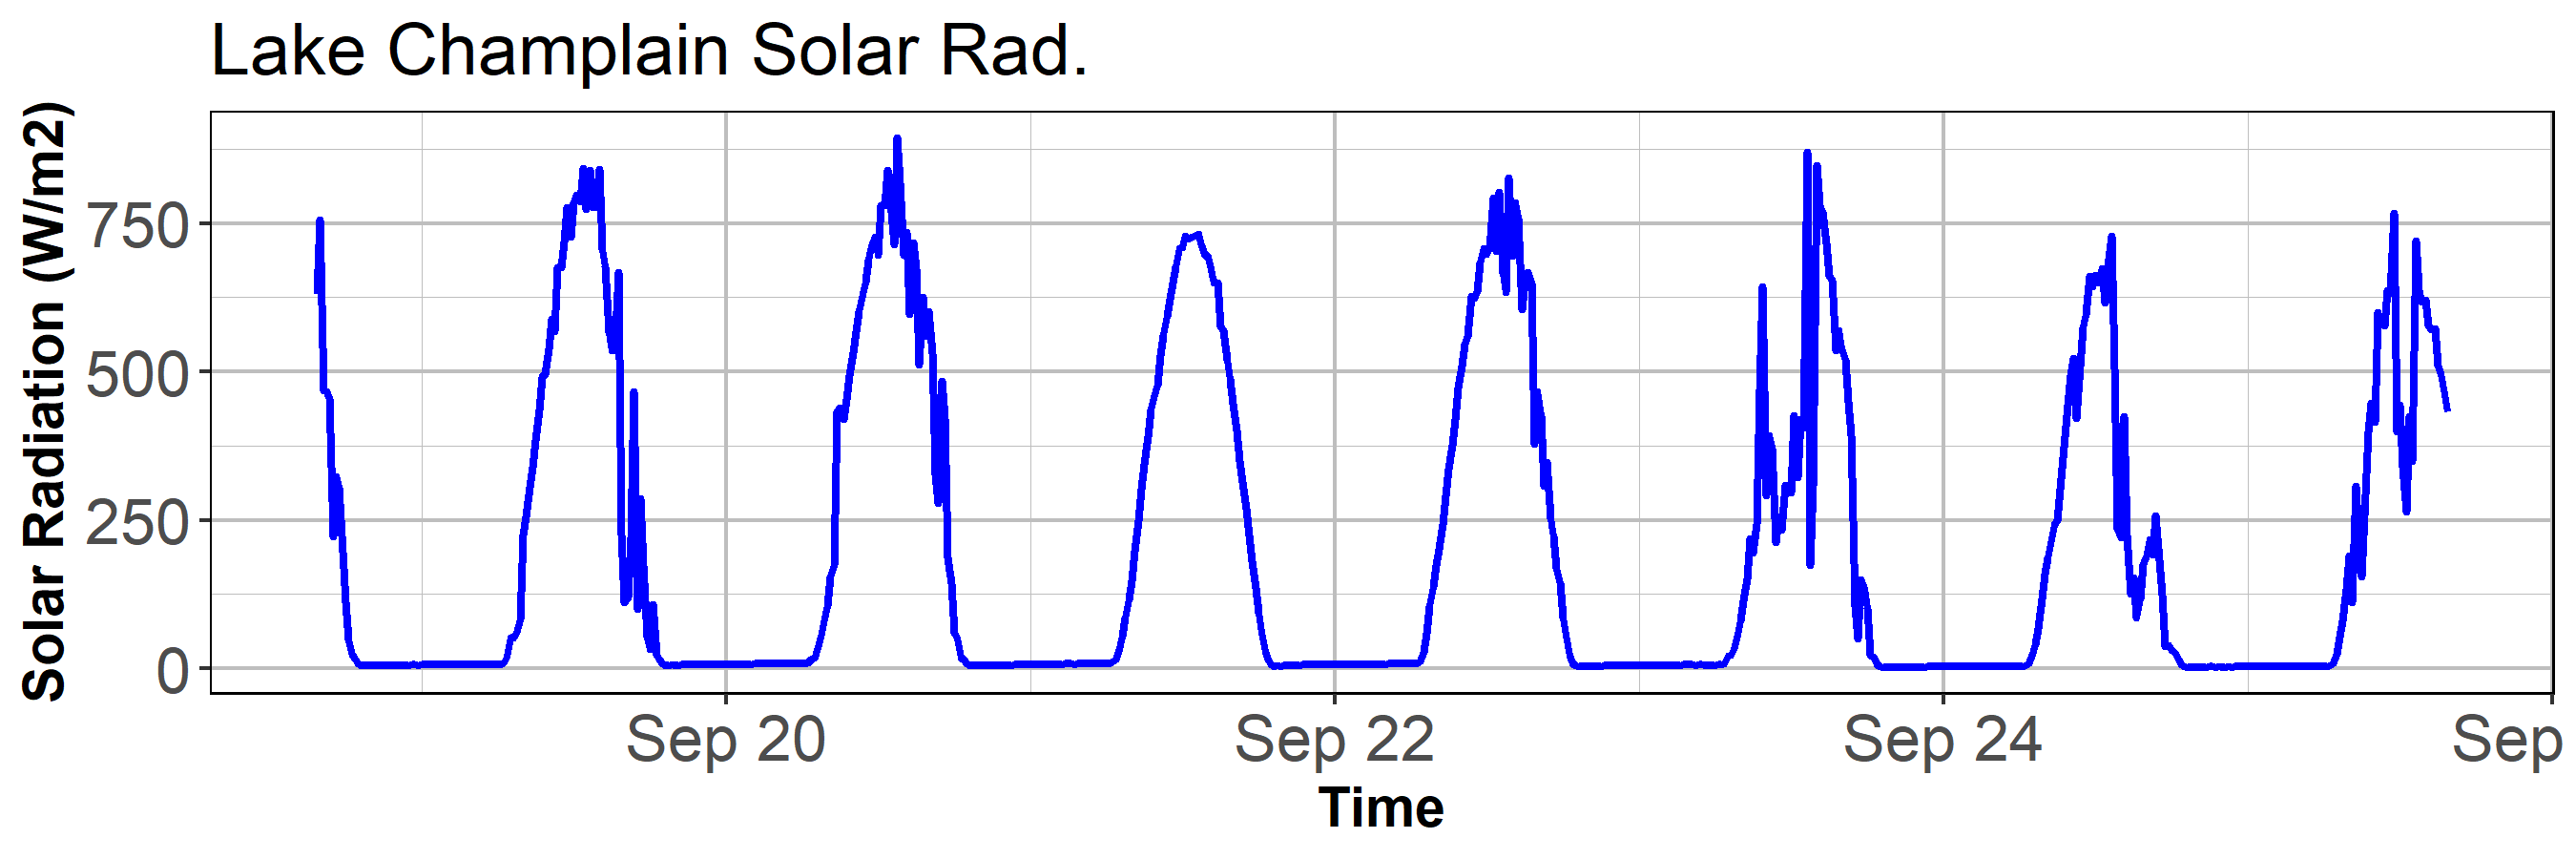 Lake Champlain Solar Rad.
Solar Radiation (W/m2)
750
500
250
0
Sep 20
Sep 22
Sep 24
Sep
Time